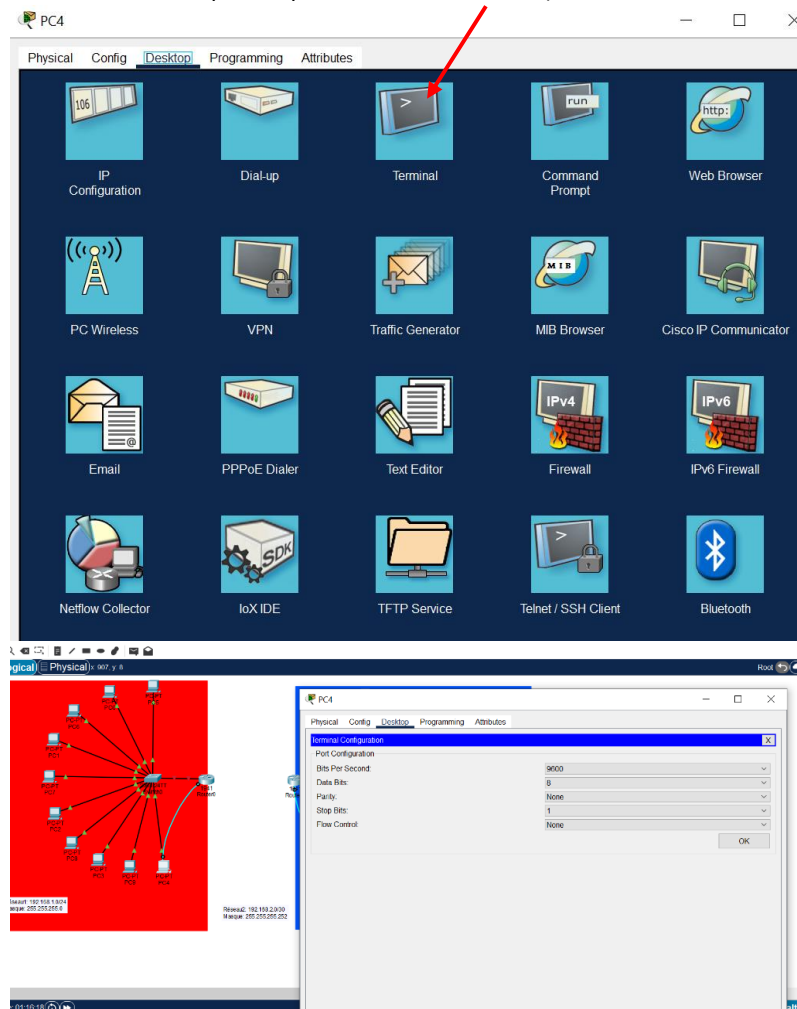 PC4
Physical Config Desktop Programming Attributes
106
run
http:
IP Configuration
Dial-up
Terminal
Command Prompt
Web Browser
MIB
PC Wireless
VPN
Traffic Generator
MIB Browser
Cisco IP Communicator
IPv4
IPv6
Email
PPPoE Dialer
Text Editor
Firewall
IPv6 Firewall
SDK
Netflow Collector
IoX IDE
TFTP Service
Telnet / SSH Client
Bluetooth
Physical
Root
PC4
Physical Config Desktop Programming Attributes
Terminal Configuration
X
Port Configuration
Bits Per Second: 9600
Data Bits: 8
Parity: None
Stop Bits: 1
Flow Control: None
OK
Réseau2: 192.168.2.0/30
Masque: 255.255.255.252
01:16:18